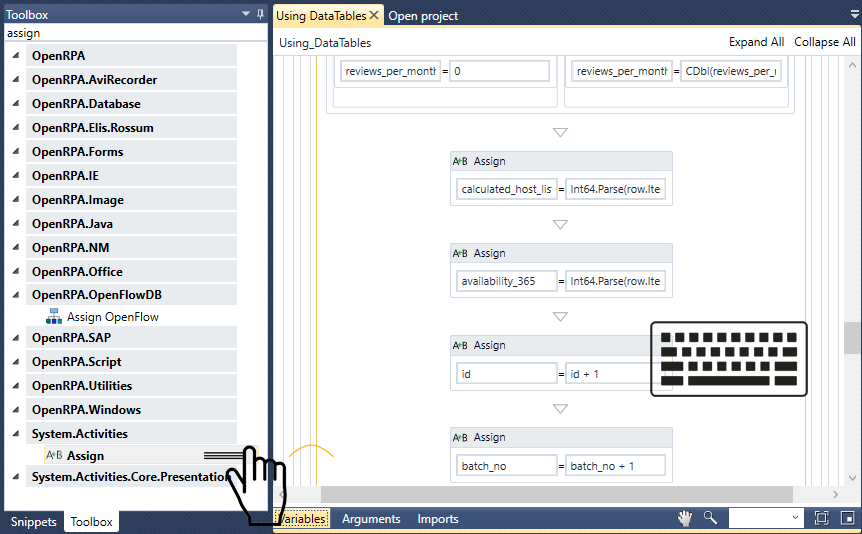 Toolbox
assign
OpenRPA
OpenRPA.AviRecorder
OpenRPA.Database
OpenRPA.Elis.Rossum
OpenRPA.Forms
OpenRPA.IE
OpenRPA.Image
OpenRPA.Java
OpenRPA.NM
OpenRPA.Office
OpenRPA.OpenFlowDB
Assign OpenFlow
OpenRPA.SAP
OpenRPA.Script
OpenRPA.Utilities
OpenRPA.Windows
System.Activities
A+B Assign
System.Activities.Core.Presentation
Snippets Toolbox
Using DataTables Open project
Using_DataTables Expand All Collapse All
reviews_per_month = 0 reviews_per_month = CDbl(reviews_per_r
A+B Assign
calculated_host_lis = Int64.Parse(row.Ite
A+B Assign
availability_365 = Int64.Parse(row.Ite
A+B Assign
id = id + 1
A+B Assign
batch_no = batch_no + 1
Variables Arguments Imports